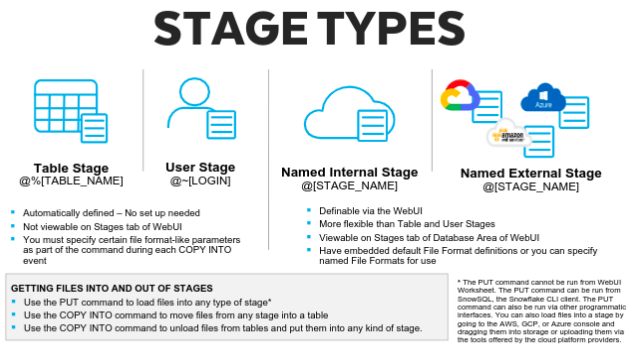 STAGE TYPES
Azure
amazon
Table Stage
@%[TABLE_NAME]
User Stage
@~[LOGIN]
Named Internal Stage
@[STAGE_NAME]
Named External Stage
@[STAGE_NAME]
▪ Automatically defined – No set up needed
▪ Not viewable on Stages tab of WebUI
▪ You must specify certain file format-like parameters
as part of the command during each COPY INTO
event
▪ Definable via the WebUI
▪ More flexible than Table and User Stages
▪ Viewable on Stages tab of Database Area of WebUI
▪ Have embedded default File Format definitions or you can specify
named File Formats for use
GETTING FILES INTO AND OUT OF STAGES
▪ Use the PUT command to load files into any type of stage*
▪ Use the COPY INTO command to move files from any stage into a table
▪ Use the COPY INTO command to unload files from tables and put them into any kind of stage.
* The PUT command cannot be run from WebUI
Worksheet. The PUT command can be run from
SnowSQL, the Snowflake CLI client. The PUT
command can also be run via other programmatic
interfaces. You can also load files into a stage by
going to the AWS, GCP, or Azure console and
dragging them into storage or uploading them via
the tools offered by the cloud platform providers.